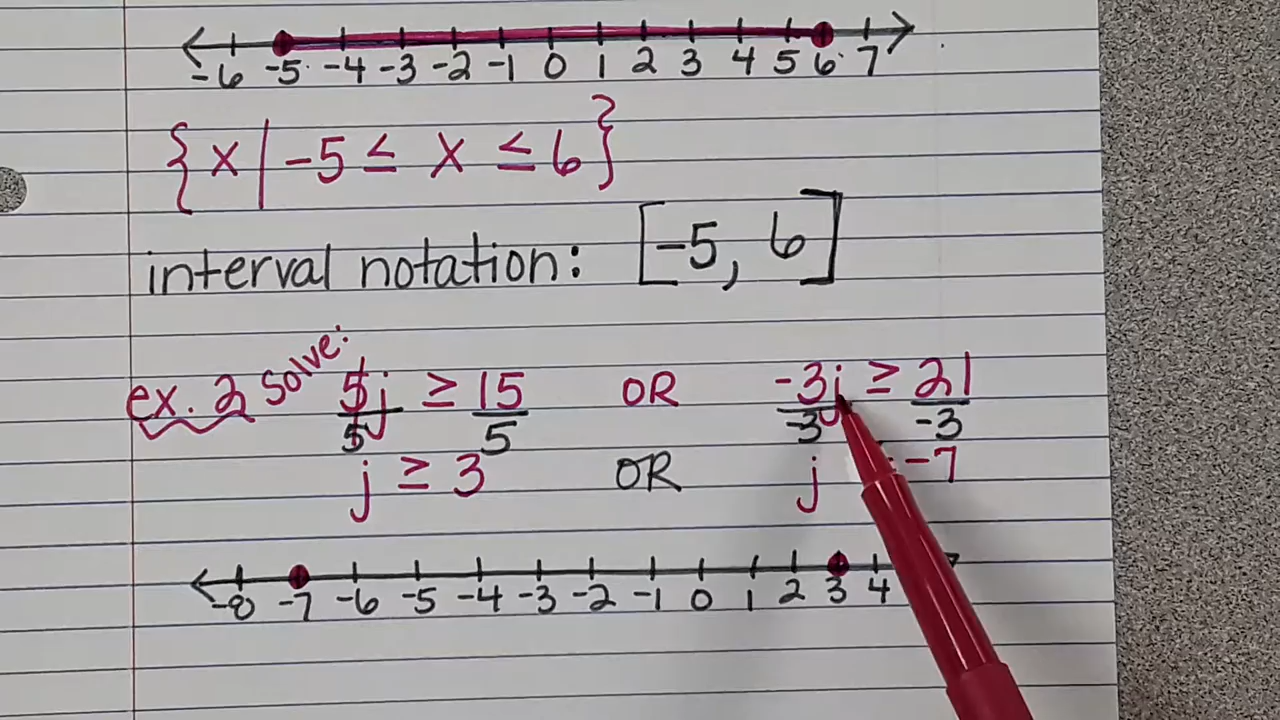 -6 -5 -4 -3 -2 -1 0 1 2 3 4 5 6 7
{x | -5 ≤ x ≤ 6}
interval notation: [-5, 6]
ex. 2 Solve: 5j ≥ 15 OR -3j ≥ 21
5 5 -3 -3
j ≥ 3 OR j -7
-8 -7 -6 -5 -4 -3 -2 -1 0 1 2 3 4